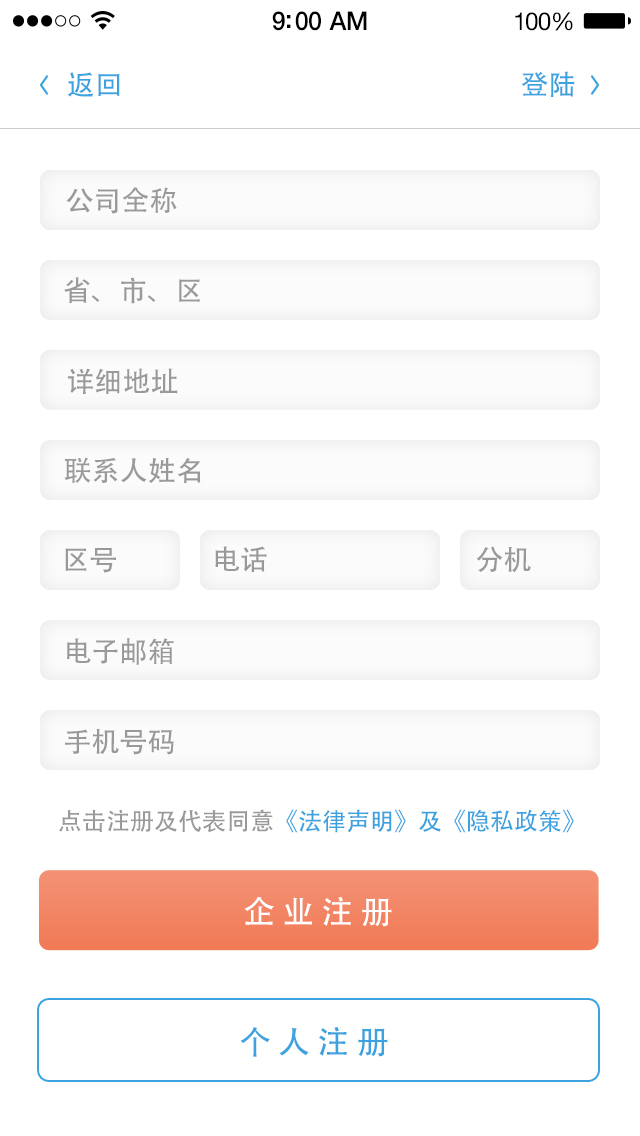 9:00 AM 100%
返回 登陆
公司全称
省、市、区
详细地址
联系人姓名
区号 电话 分机
电子邮箱
手机号码
点击注册及代表同意《法律声明》及《隐私政策》
企业注册
个人注册